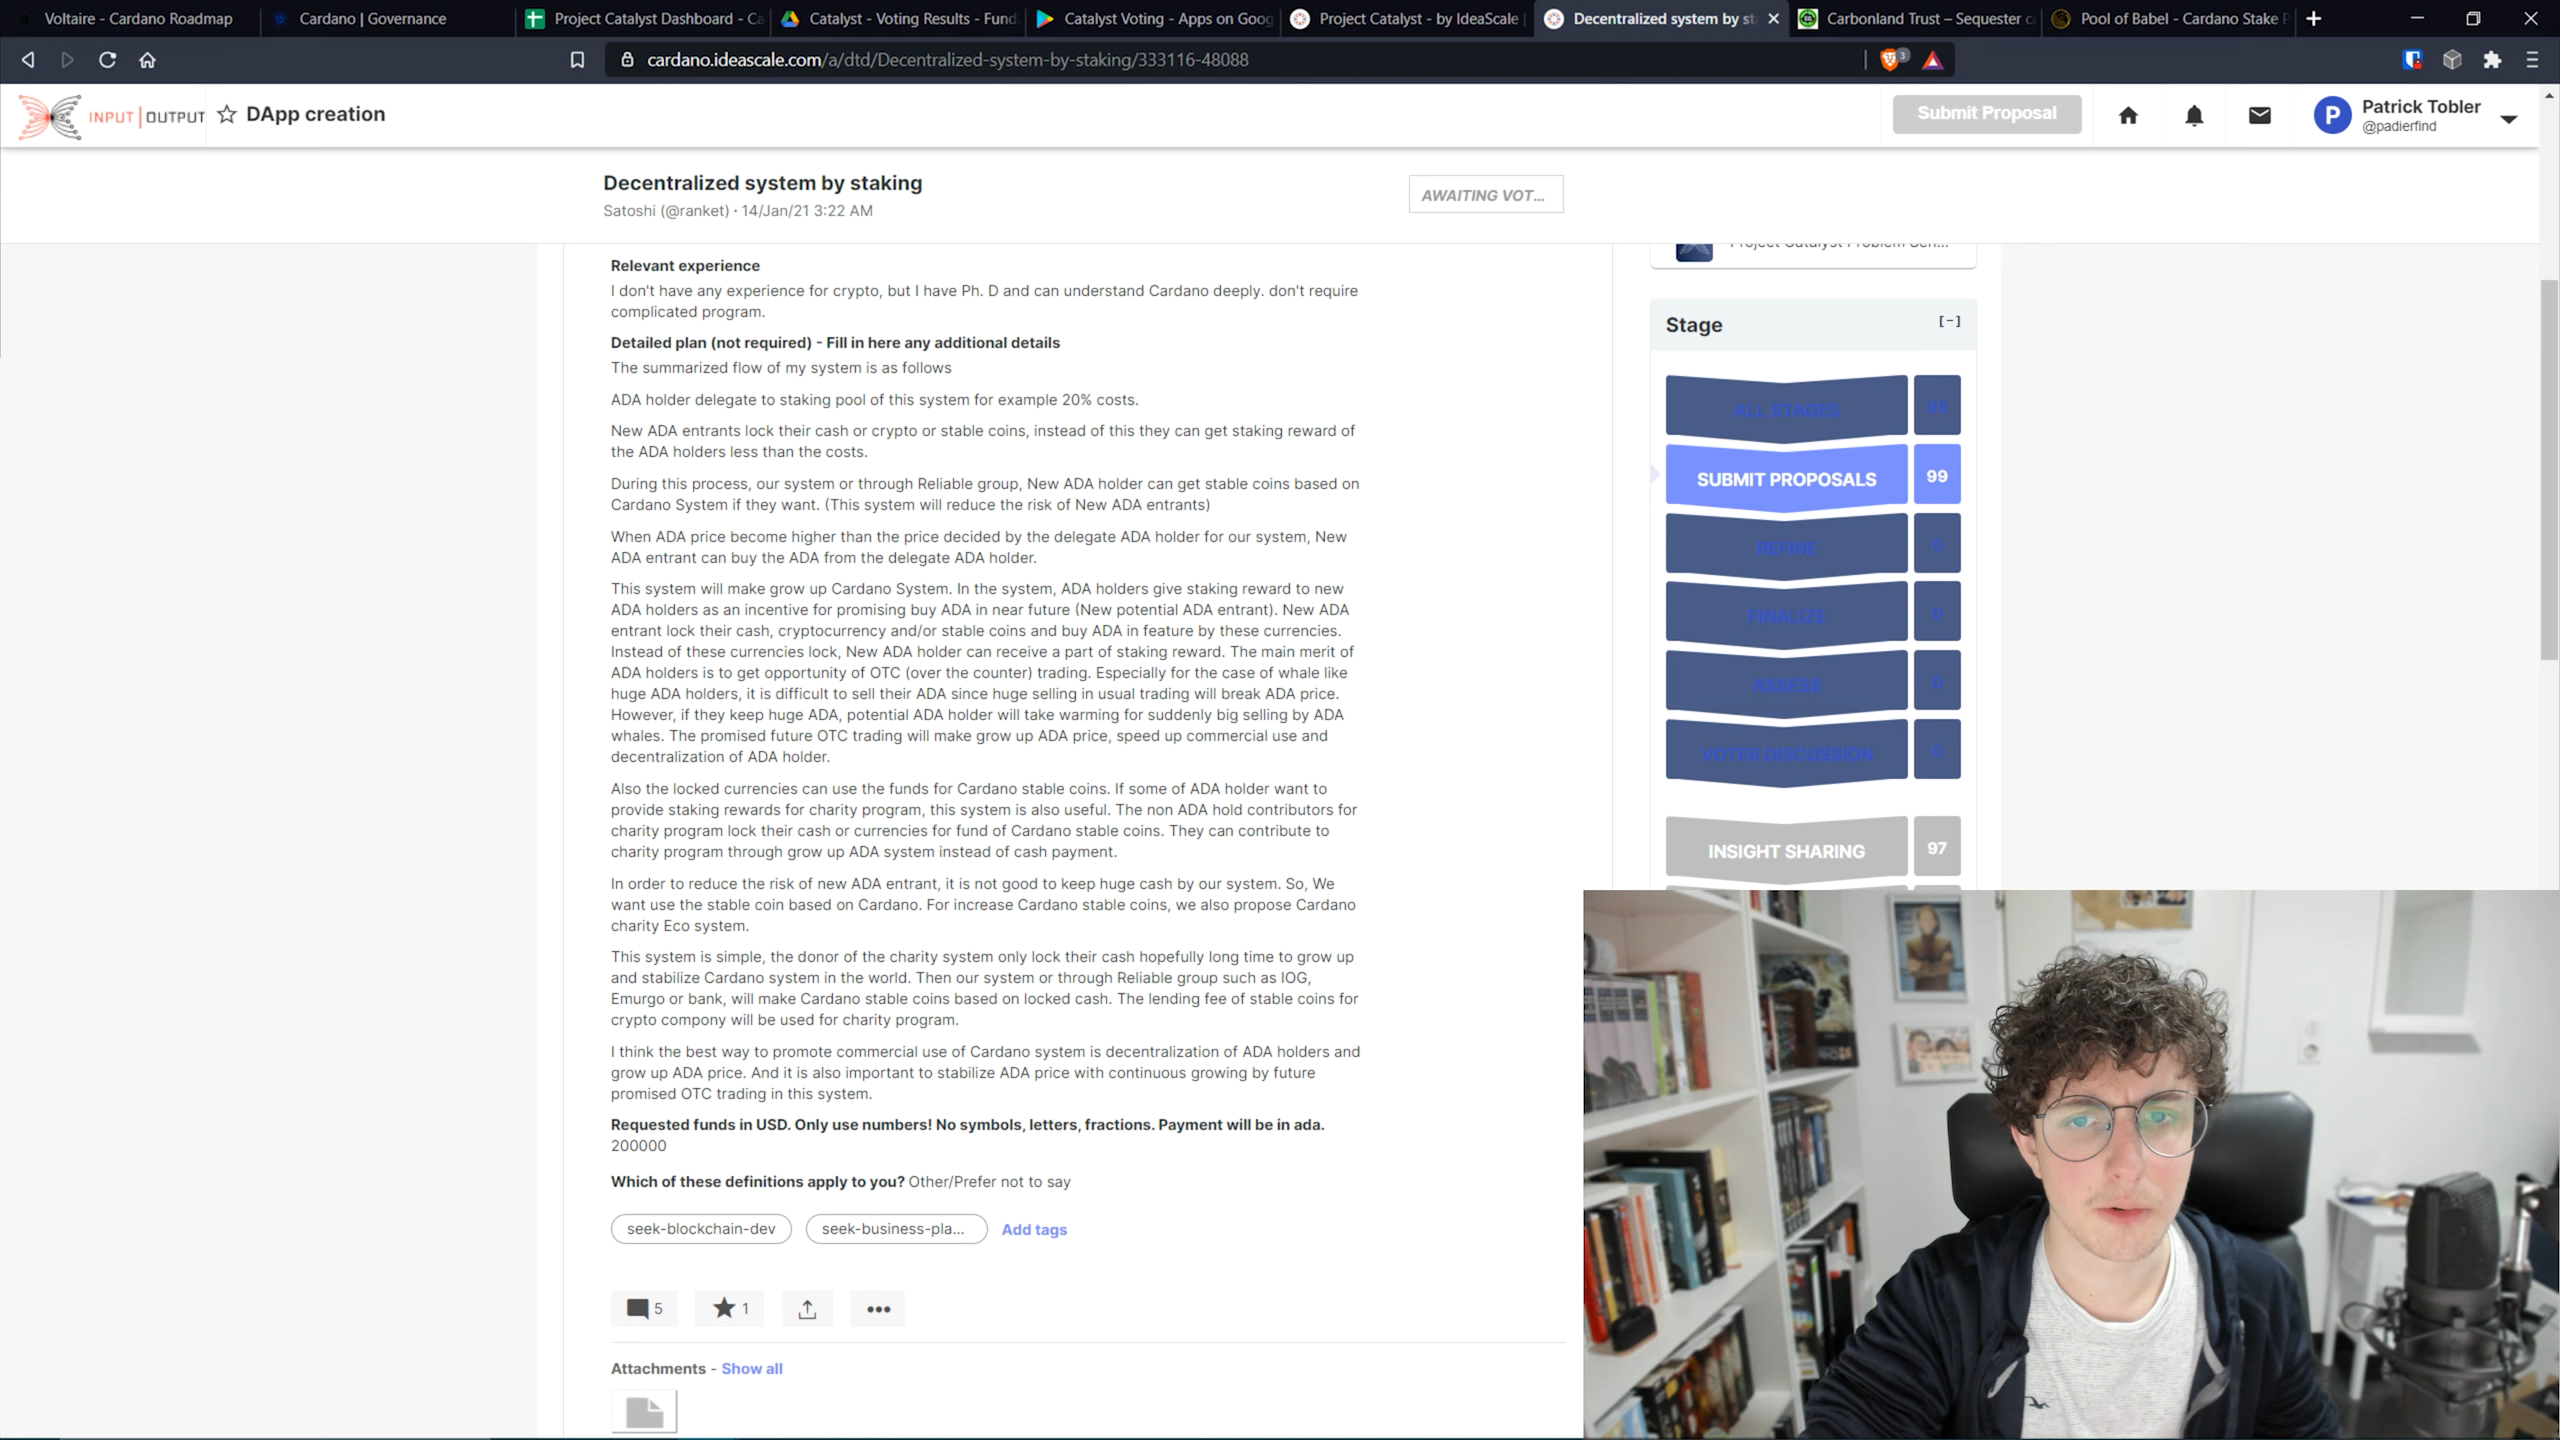 Voltaire - Cardano Roadmap
Cardano | Governance
Project Catalyst Dashboard - Ca
Catalyst - Voting Results - Fund
Catalyst Voting - Apps on Goog
Project Catalyst - by IdeaScale
Decentralized system by st
Carbonland Trust – Sequester c
Pool of Babel - Cardano Stake P
cardano.ideascale.com/a/dtd/Decentralized-system-by-staking/333116-48088
3
INPUT | OUTPUT
DApp creation
Submit Proposal
P
Patrick Tobler
@padierfind
Decentralized system by staking
Satoshi (@ranket) · 14/Jan/21 3:22 AM
AWAITING VOT...
Relevant experience
I don't have any experience for crypto, but I have Ph. D and can understand Cardano deeply. don't require
complicated program.
Detailed plan (not required) - Fill in here any additional details
The summarized flow of my system is as follows
ADA holder delegate to staking pool of this system for example 20% costs.
New ADA entrants lock their cash or crypto or stable coins, instead of this they can get staking reward of
the ADA holders less than the costs.
During this process, our system or through Reliable group, New ADA holder can get stable coins based on
Cardano System if they want. (This system will reduce the risk of New ADA entrants)
When ADA price become higher than the price decided by the delegate ADA holder for our system, New
ADA entrant can buy the ADA from the delegate ADA holder.
This system will make grow up Cardano System. In the system, ADA holders give staking reward to new
ADA holders as an incentive for promising buy ADA in near future (New potential ADA entrant). New ADA
entrant lock their cash, cryptocurrency and/or stable coins and buy ADA in feature by these currencies.
Instead of these currencies lock, New ADA holder can receive a part of staking reward. The main merit of
ADA holders is to get opportunity of OTC (over the counter) trading. Especially for the case of whale like
huge ADA holders, it is difficult to sell their ADA since huge selling in usual trading will break ADA price.
However, if they keep huge ADA, potential ADA holder will take warming for suddenly big selling by ADA
whales. The promised future OTC trading will make grow up ADA price, speed up commercial use and
decentralization of ADA holder.
Also the locked currencies can use the funds for Cardano stable coins. If some of ADA holder want to
provide staking rewards for charity program, this system is also useful. The non ADA hold contributors for
charity program lock their cash or currencies for fund of Cardano stable coins. They can contribute to
charity program through grow up ADA system instead of cash payment.
In order to reduce the risk of new ADA entrant, it is not good to keep huge cash by our system. So, We
want use the stable coin based on Cardano. For increase Cardano stable coins, we also propose Cardano
charity Eco system.
This system is simple, the donor of the charity system only lock their cash hopefully long time to grow up
and stabilize Cardano system in the world. Then our system or through Reliable group such as IOG,
Emurgo or bank, will make Cardano stable coins based on locked cash. The lending fee of stable coins for
crypto compony will be used for charity program.
I think the best way to promote commercial use of Cardano system is decentralization of ADA holders and
grow up ADA price. And it is also important to stabilize ADA price with continuous growing by future
promised OTC trading in this system.
Requested funds in USD. Only use numbers! No symbols, letters, fractions. Payment will be in ada.
200000
Which of these definitions apply to you? Other/Prefer not to say
seek-blockchain-dev
seek-business-pla...
Add tags
5
1
Attachments - Show all
Stage
[-]
ALL STAGES
99
SUBMIT PROPOSALS
99
REFINE
0
FINALIZE
0
ASSESS
0
VOTER DISCUSSION
0
INSIGHT SHARING
97